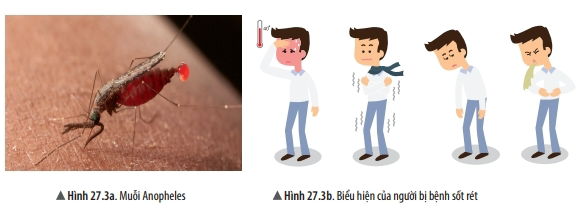 ▲ Hình 27.3a. Muỗi Anopheles
▲ Hình 27.3b. Biểu hiện của người bị bệnh sốt rét